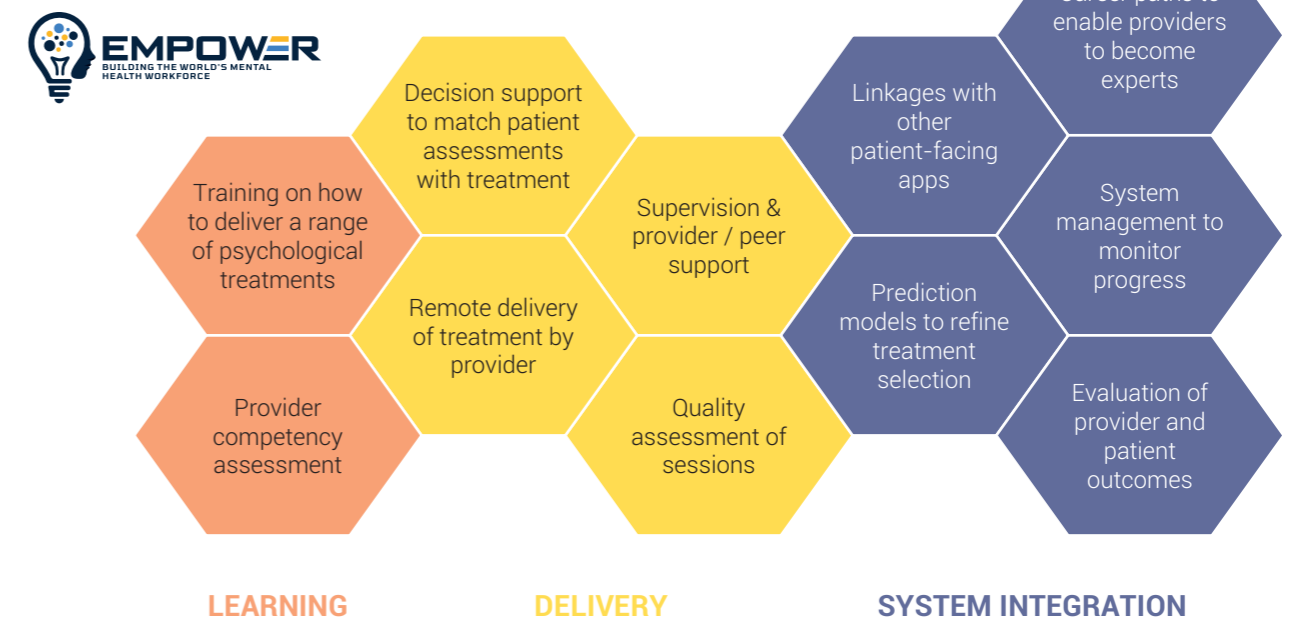 EMPOWER
BUILDING THE WORLD'S MENTAL
HEALTH WORKFORCE
Training on how
to deliver a range
of psychological
treatments
Provider
competency
assessment
Decision support
to match patient
assessments
with treatment
Remote delivery
of treatment by
provider
Supervision &
provider / peer
support
Quality
assessment of
sessions
Linkages with
other
patient-facing
apps
Prediction
models to refine
treatment
selection
enable providers
to become
experts
System
management to
monitor
progress
Evaluation of
provider and
patient
outcomes
LEARNING
DELIVERY
SYSTEM INTEGRATION